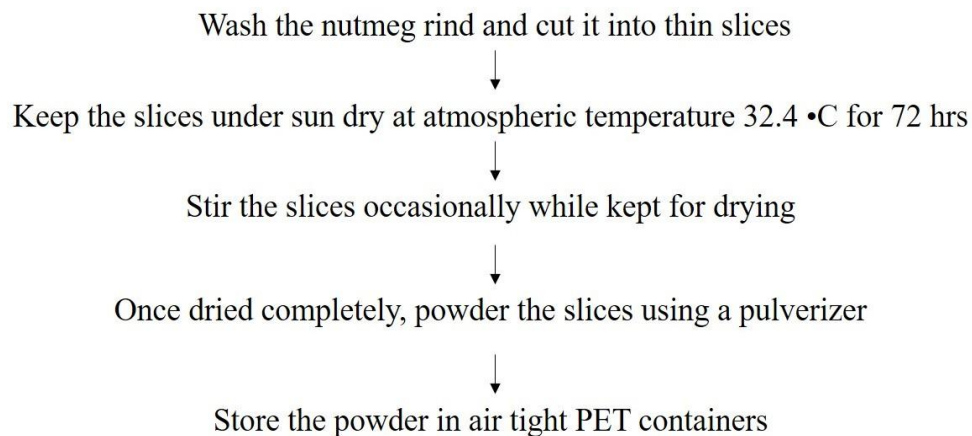 Wash the nutmeg rind and cut it into thin slices
Keep the slices under sun dry at atmospheric temperature 32.4 •C for 72 hrs
Stir the slices occasionally while kept for drying
Once dried completely, powder the slices using a pulverizer
Store the powder in air tight PET containers